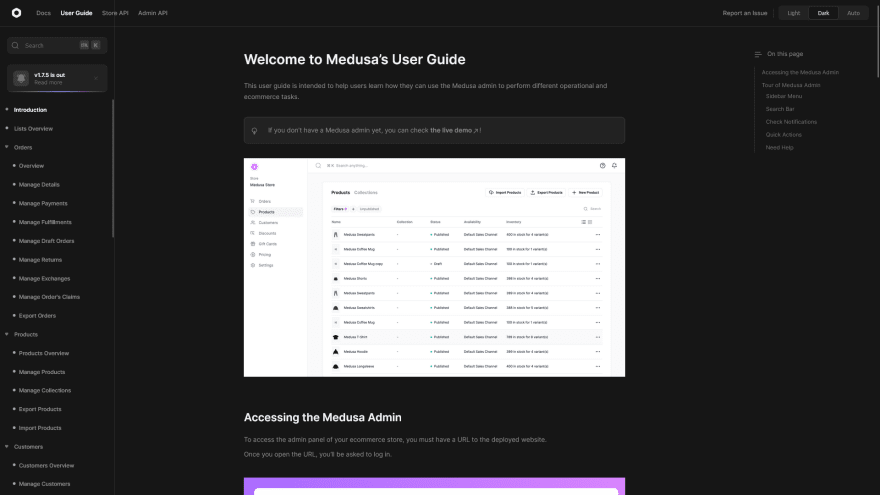 Docs User Guide Store API Admin API Report an Issue Light Dark Auto
Search K
v1.7.5 is out
Read more
Introduction
Lists Overview
Orders
Overview
Manage Details
Manage Payments
Manage Fulfillments
Manage Draft Orders
Manage Returns
Manage Exchanges
Manage Order's Claims
Export Orders
Products
Products Overview
Manage Products
Manage Collections
Export Products
Import Products
Customers
Customers Overview
Manage Customers
Welcome to Medusa's User Guide
This user guide is intended to help users learn how they can use the Medusa admin to perform different operational and
ecommerce tasks.
If you don't have a Medusa admin yet, you can check the live demo ↗!
⌘ K Search anything...
Store
Medusa Store
Orders
Products
Customers
Discounts
Gift Cards
Pricing
Settings
Products Collections Import Products Export Products + New Product
Filters 0 + Unpublished Search
Name Collection Status Availability Inventory
Medusa Sweatpants - Published Default Sales Channel 400 in stock for 4 variant(s)
Medusa Coffee Mug - Published Default Sales Channel 100 in stock for 1 variant(s)
Medusa Coffee Mug copy - Draft Default Sales Channel 100 in stock for 1 variant(s)
Medusa Shorts - Published Default Sales Channel 398 in stock for 4 variant(s)
Medusa Sweatpants - Published Default Sales Channel 399 in stock for 4 variant(s)
Medusa Sweatshirts - Published Default Sales Channel 398 in stock for 4 variant(s)
Medusa Coffee Mug - Published Default Sales Channel 100 in stock for 1 variant(s)
Medusa T-Shirt - Published Default Sales Channel 798 in stock for 8 variant(s)
Medusa Hoodie - Published Default Sales Channel 399 in stock for 4 variant(s)
Medusa Longsleeve - Published Default Sales Channel 400 in stock for 4 variant(s)
Accessing the Medusa Admin
To access the admin panel of your ecommerce store, you must have a URL to the deployed website.
Once you open the URL, you'll be asked to log in.
On this page
Accessing the Medusa Admin
Tour of Medusa Admin
Sidebar Menu
Search Bar
Check Notifications
Quick Actions
Need Help